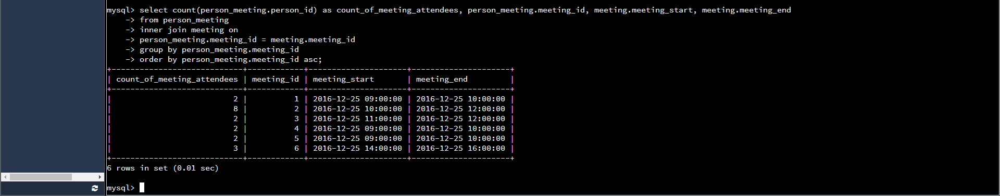 mysql> select count(person_meeting.person_id) as count_of_meeting_attendees, person_meeting.meeting_id, meeting.meeting_start, meeting.meeting_end
    -> from person_meeting
    -> inner join meeting on
    -> person_meeting.meeting_id = meeting.meeting_id
    -> group by person_meeting.meeting_id
    -> order by person_meeting.meeting_id asc;
+----------------------------+------------+---------------------+---------------------+
| count_of_meeting_attendees | meeting_id | meeting_start       | meeting_end         |
+----------------------------+------------+---------------------+---------------------+
|                          2 |          1 | 2016-12-25 09:00:00 | 2016-12-25 10:00:00 |
|                          8 |          2 | 2016-12-25 10:00:00 | 2016-12-25 12:00:00 |
|                          2 |          3 | 2016-12-25 11:00:00 | 2016-12-25 12:00:00 |
|                          2 |          4 | 2016-12-25 09:00:00 | 2016-12-25 10:00:00 |
|                          2 |          5 | 2016-12-25 09:00:00 | 2016-12-25 10:00:00 |
|                          3 |          6 | 2016-12-25 14:00:00 | 2016-12-25 16:00:00 |
+----------------------------+------------+---------------------+---------------------+
6 rows in set (0.01 sec)
mysql>